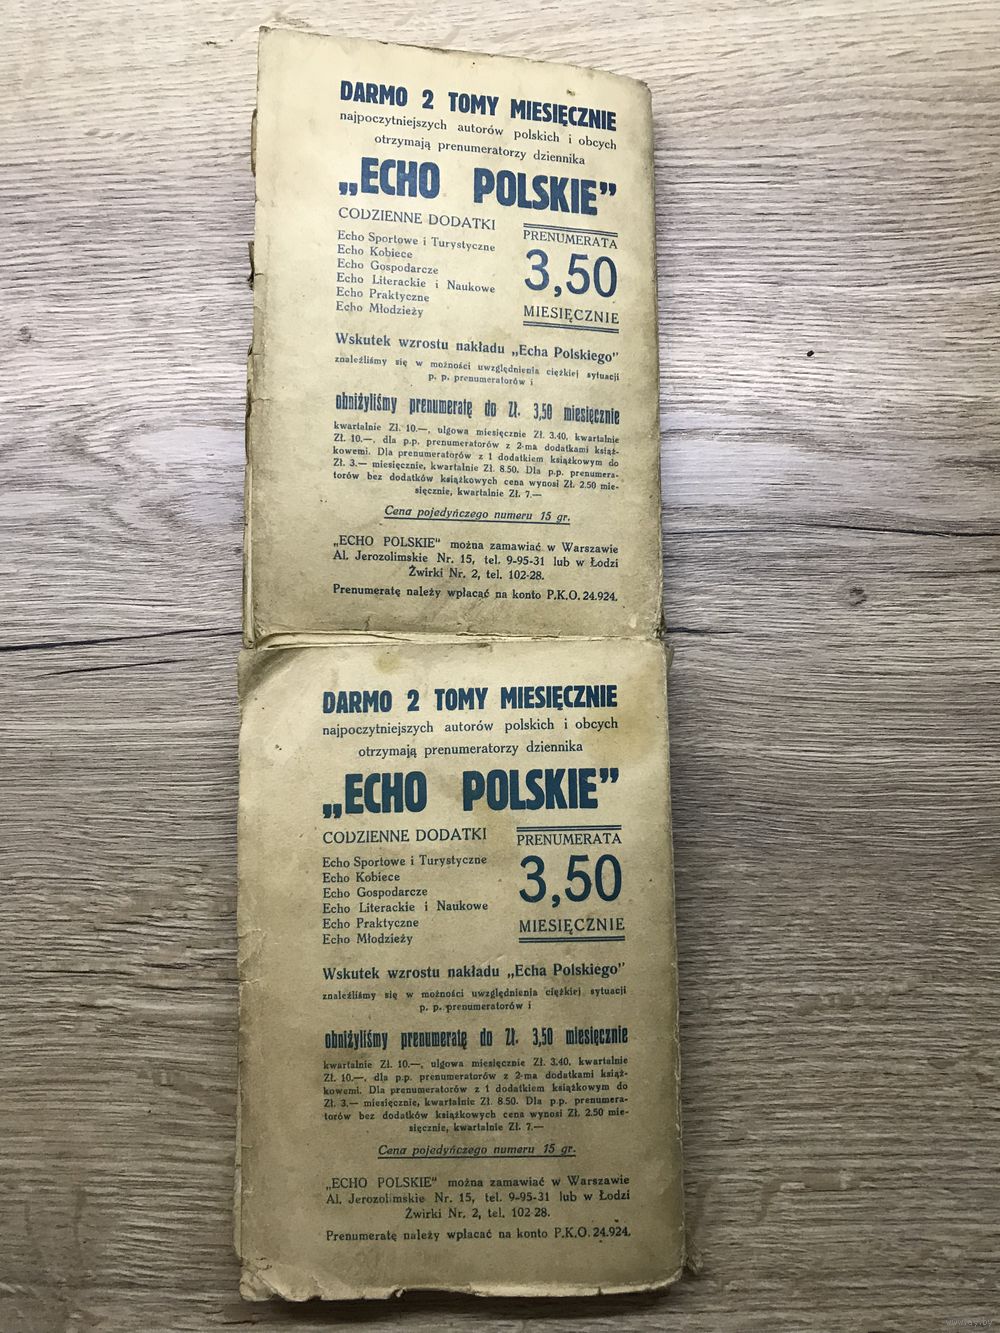 DARMO 2 TOMY MIESIĘCZNIE
najpoczytniejszych autorów polskich i obcych
otrzymają prenumeratorzy dziennika
„ECHO POLSKIE”
CODZIENNE DODATKI
Echo Sportowe i Turystyczne
Echo Kobiece
Echo Gospodarcze
Echo Literackie i Naukowe
Echo Praktyczne
Echo Młodzieży
PRENUMERATA
3,50
MIESIĘCZNIE
Wskutek wzrostu nakładu „Echa Polskiego”
znaleźliśmy się w możności uwzględnienia ciężkiej sytuacji
p. p. prenumeratorów i
obniżyliśmy prenumeratę do Zł. 3,50 miesięcznie
kwartalnie Zł. 10.—, ulgowa miesięcznie Zł. 3.40, kwartalnie
Zł. 10.—, dla p.p. prenumeratorów z 2-ma dodatkami książ-
kowemi. Dla prenumeratorów z 1 dodatkiem książkowym do
Zł. 3.— miesięcznie, kwartalnie Zł. 8.50. Dla p.p. prenumera-
torów bez dodatków książkowych cena wynosi Zł. 2.50 mie-
sięcznie, kwartalnie Zł. 7.—
Cena pojedyńczego numeru 15 gr.
„ECHO POLSKIE“ można zamawiać w Warszawie
Al. Jerozolimskie Nr. 15, tel. 9-95-31 lub w Łodzi
Żwirki Nr. 2, tel. 102-28.
Prenumeratę należy wpłacać na konto P.K.O. 24.924.
DARMO 2 TOMY MIESIĘCZNIE
najpoczytniejszych autorów polskich i obcych
otrzymają prenumeratorzy dziennika
„ECHO POLSKIE”
CODZIENNE DODATKI
Echo Sportowe i Turystyczne
Echo Kobiece
Echo Gospodarcze
Echo Literackie i Naukowe
Echo Praktyczne
Echo Młodzieży
PRENUMERATA
3,50
MIESIĘCZNIE
Wskutek wzrostu nakładu „Echa Polskiego”
znaleźliśmy się w możności uwzględnienia ciężkiej sytuacji
p. p. prenumeratorów i
obniżyliśmy prenumeratę do Zł. 3,50 miesięcznie
kwartalnie Zł. 10.—, ulgowa miesięcznie Zł. 3.40, kwartalnie
Zł. 10.—, dla p.p. prenumeratorów z 2-ma dodatkami książ-
kowemi. Dla prenumeratorów z 1 dodatkiem książkowym do
Zł. 3.— miesięcznie, kwartalnie Zł. 8.50. Dla p.p. prenumera-
torów bez dodatków książkowych cena wynosi Zł. 2.50 mie-
sięcznie, kwartalnie Zł. 7.—
Cena pojedyńczego numeru 15 gr.
„ECHO POLSKIE“ można zamawiać w Warszawie
Al. Jerozolimskie Nr. 15, tel. 9-95-31 lub w Łodzi
Żwirki Nr. 2, tel. 102-28.
Prenumeratę należy wpłacać na konto P.K.O. 24.924.